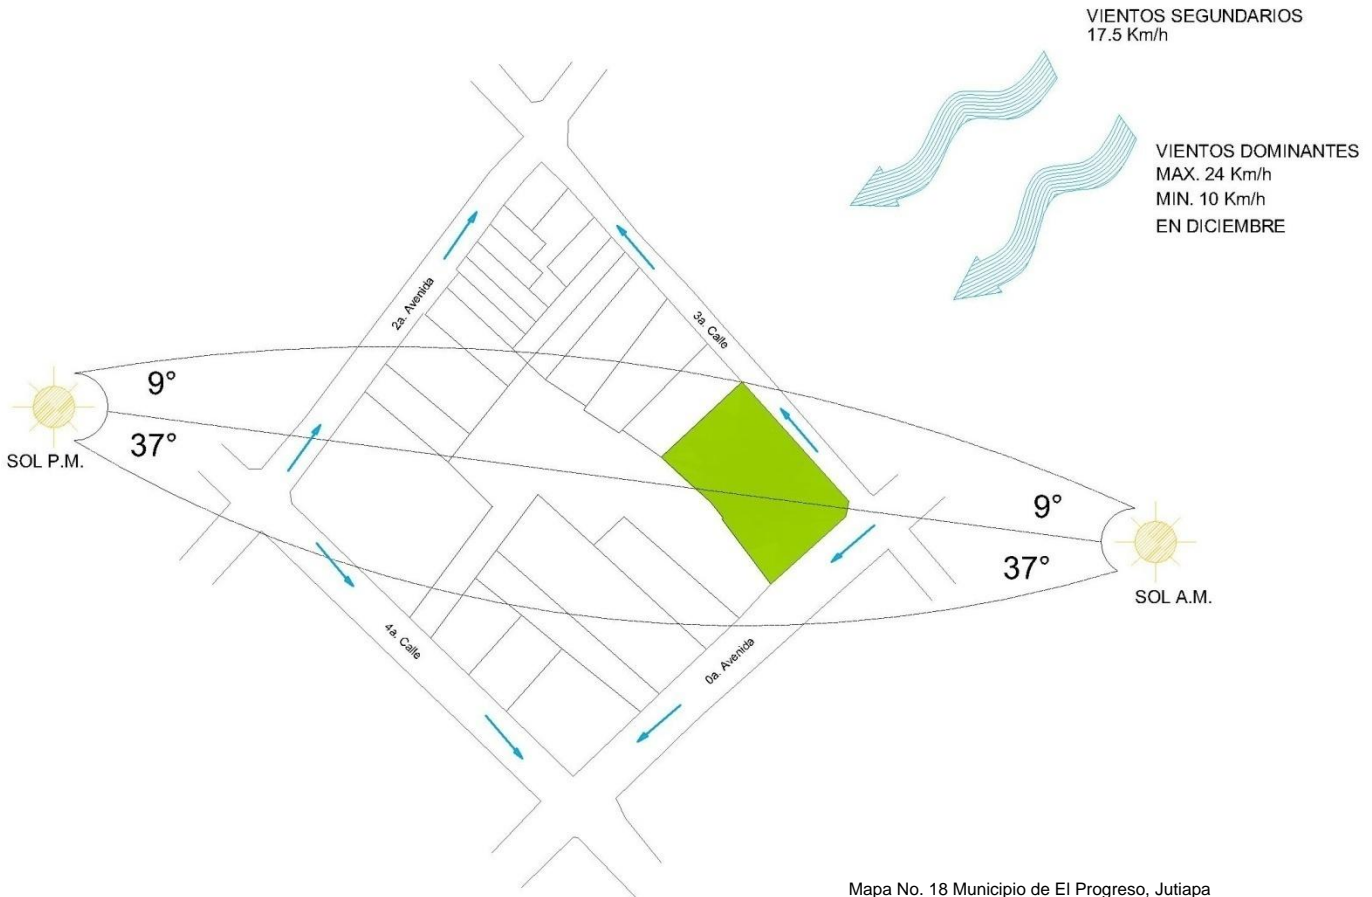 VIENTOS SEGUNDARIOS
17.5 Km/h
VIENTOS DOMINANTES
MAX. 24 Km/h
MIN. 10 Km/h
EN DICIEMBRE
2a. Avenida
3a. Calle
9°
37°
SOL P.M.
9°
37°
SOL A.M.
4a. Calle
0a. Avenida
Mapa No. 18 Municipio de El Progreso, Jutiapa